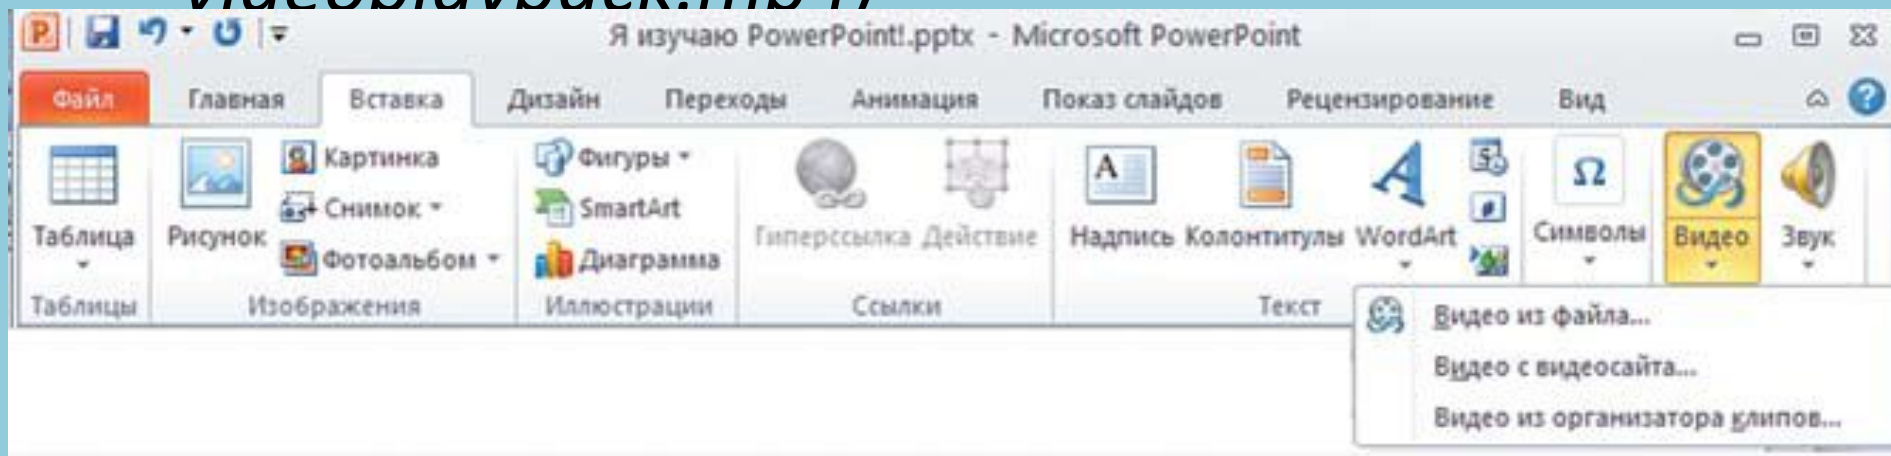 videoplayback.mp4)
Я изучаю PowerPoint!.pptx - Microsoft PowerPoint
Файл Главная Вставка Дизайн Переходы Анимация Показ слайдов Рецензирование Вид
Таблица
Рисунок
Картинка
Снимок
Фотоальбом
Фигуры
SmartArt
Диаграмма
Гиперссылка Действие
Надпись Колонтитулы WordArt
Символы
Видео
Звук
Таблицы Изображения Иллюстрации Ссылки Текст
Видео из файла...
Видео с видеосайта...
Видео из организатора клипов...